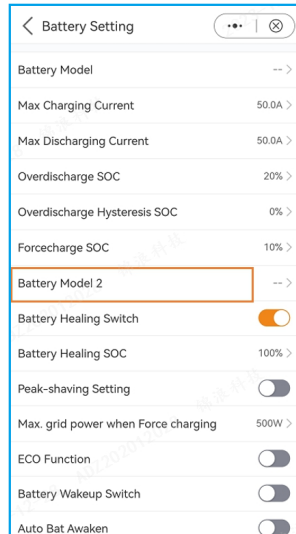 Battery Setting
Battery Model -- >
Max Charging Current 50.0A >
Max Discharging Current 50.0A >
Overdischarge SOC 20% >
Overdischarge Hysteresis SOC 0% >
Forcecharge SOC 10% >
Battery Model 2 -- >
Battery Healing Switch
Battery Healing SOC 100% >
Peak-shaving Setting
Max. grid power when Force charging 500W >
ECO Function
Battery Wakeup Switch
Auto Bat Awaken